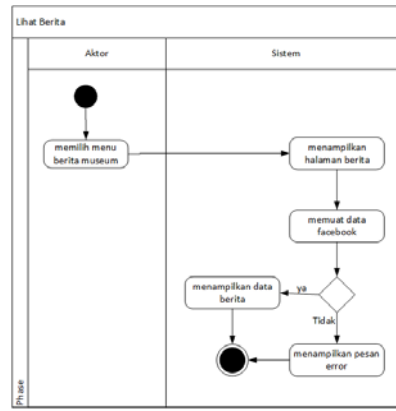 Lihat Berita
Aktor
Sistem
memilih menu
berita museum
menampilkan
halaman berita
memuat data
facebook
menampilkan data
berita
ya
Tidak
menampilkan pesan
error
Phase